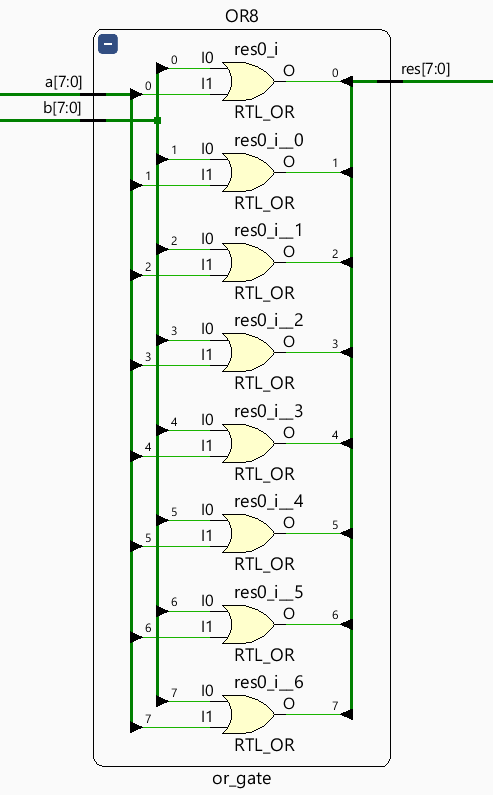 OR8
a[7:0]
b[7:0]
res[7:0]
0 I0 res0_i O 0
0 I1
RTL_OR
1 I0 res0_i__0 O 1
1 I1
RTL_OR
2 I0 res0_i__1 O 2
2 I1
RTL_OR
3 I0 res0_i__2 O 3
3 I1
RTL_OR
4 I0 res0_i__3 O 4
4 I1
RTL_OR
5 I0 res0_i__4 O 5
5 I1
RTL_OR
6 I0 res0_i__5 O 6
6 I1
RTL_OR
7 I0 res0_i__6 O 7
7 I1
RTL_OR
or_gate